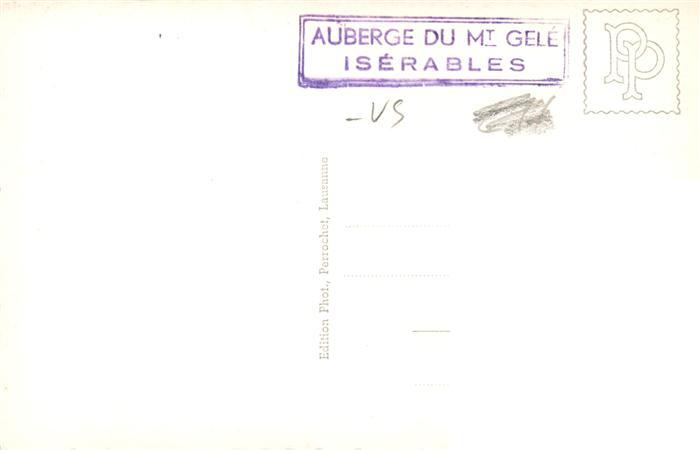 AUBERGE DU MT GELÉ
ISÉRABLES
-VS
PP
Edition Phot., Perrochet, Lausanne